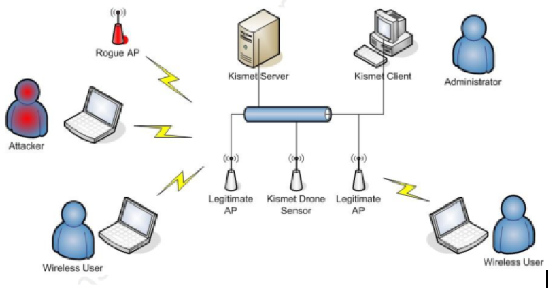 Rogue AP
Kismet Server
Kismet Client
Administrator
Attacker
Legitimate
AP
Kismet Drone
Sensor
Legitimate
AP
Wireless User
Wireless User